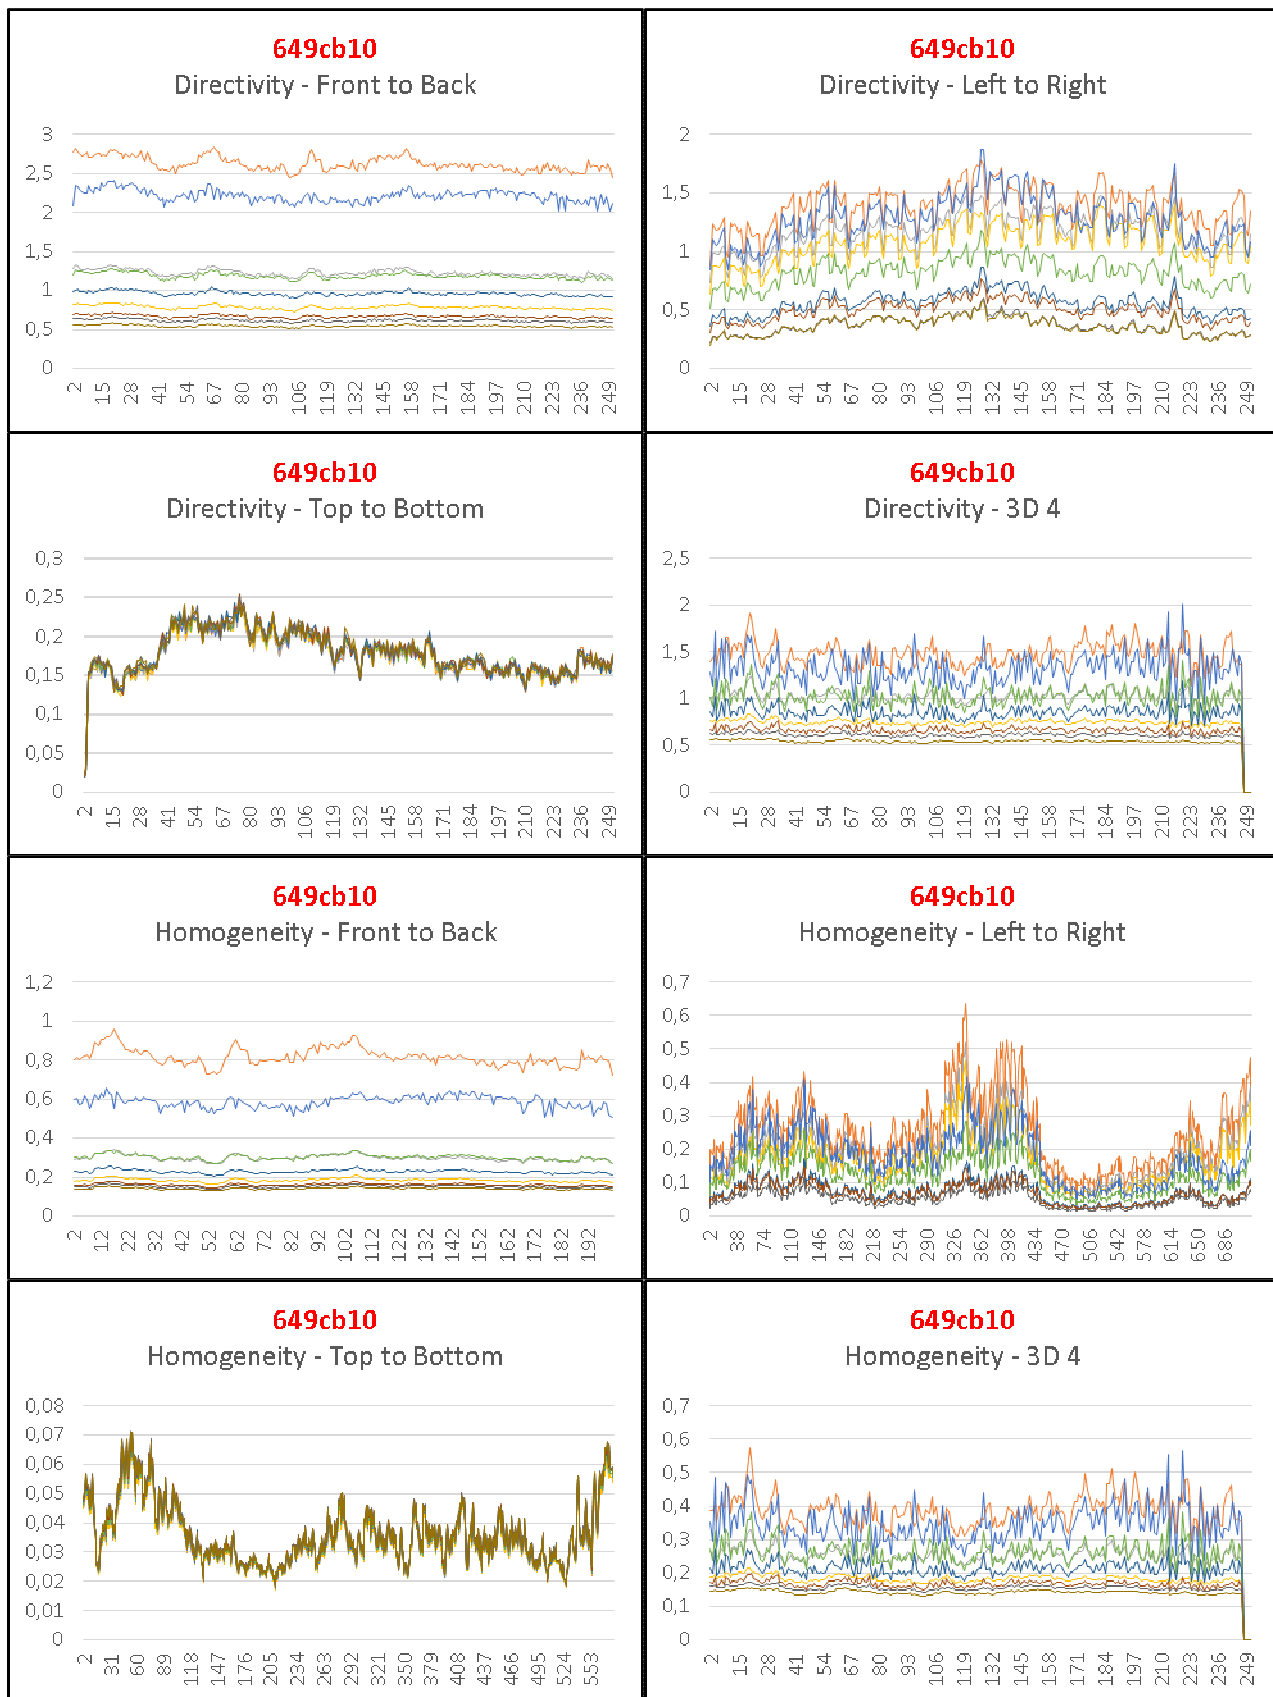 649cb10
Directivity - Front to Back
3
2,5
2
1,5
1
0,5
0
2 15 28 41 54 67 80 93 106 119 132 145 158 171 184 197 210 223 236 249
649cb10
Directivity - Left to Right
2
1,5
1
0,5
0
2 15 28 41 54 67 80 93 106 119 132 145 158 171 184 197 210 223 236 249
649cb10
Directivity - Top to Bottom
0,3
0,25
0,2
0,15
0,1
0,05
0
2 15 28 41 54 67 80 93 106 119 132 145 158 171 184 197 210 223 236 249
649cb10
Directivity - 3D 4
2,5
2
1,5
1
0,5
0
2 15 28 41 54 67 80 93 106 119 132 145 158 171 184 197 210 223 236 249
649cb10
Homogeneity - Front to Back
1,2
1
0,8
0,6
0,4
0,2
0
2 12 22 32 42 52 62 72 82 92 102 112 122 132 142 152 162 172 182 192
649cb10
Homogeneity - Left to Right
0,7
0,6
0,5
0,4
0,3
0,2
0,1
0
2 38 74 110 146 182 218 254 290 326 362 398 434 470 506 542 578 614 650 686
649cb10
Homogeneity - Top to Bottom
0,08
0,07
0,06
0,05
0,04
0,03
0,02
0,01
0
2 31 60 89 118 147 176 205 234 263 292 321 350 379 408 437 466 495 524 553
649cb10
Homogeneity - 3D 4
0,7
0,6
0,5
0,4
0,3
0,2
0,1
0
2 15 28 41 54 67 80 93 106 119 132 145 158 171 184 197 210 223 236 249